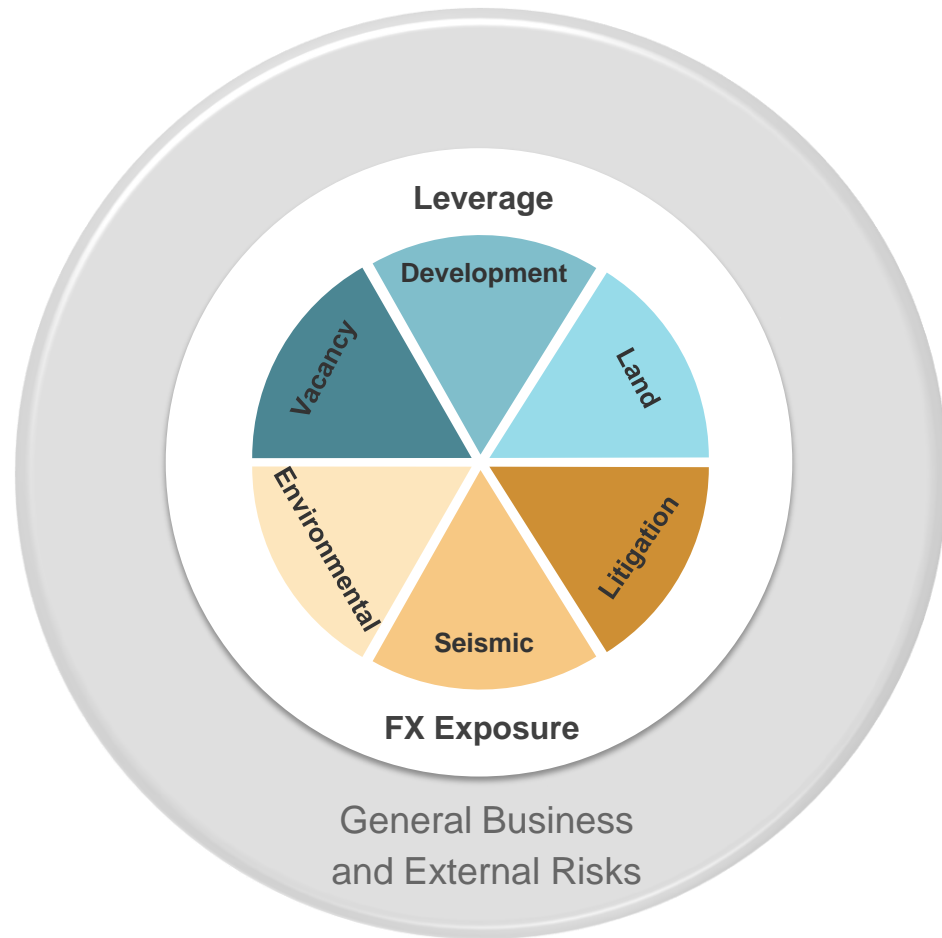 Leverage
Development
Vacancy
Land
Environmental
Litigation
Seismic
FX Exposure
General Business
and External Risks